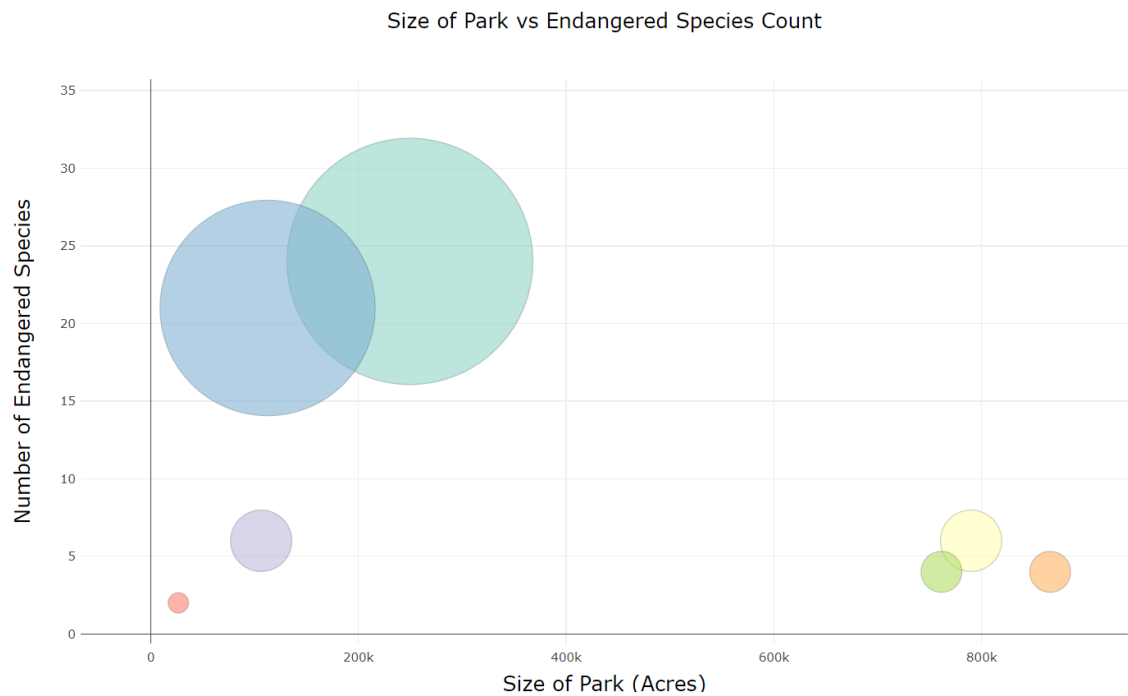 Size of Park vs Endangered Species Count
Number of Endangered Species
35
30
25
20
15
10
5
0
0
200k
400k
600k
800k
Size of Park (Acres)